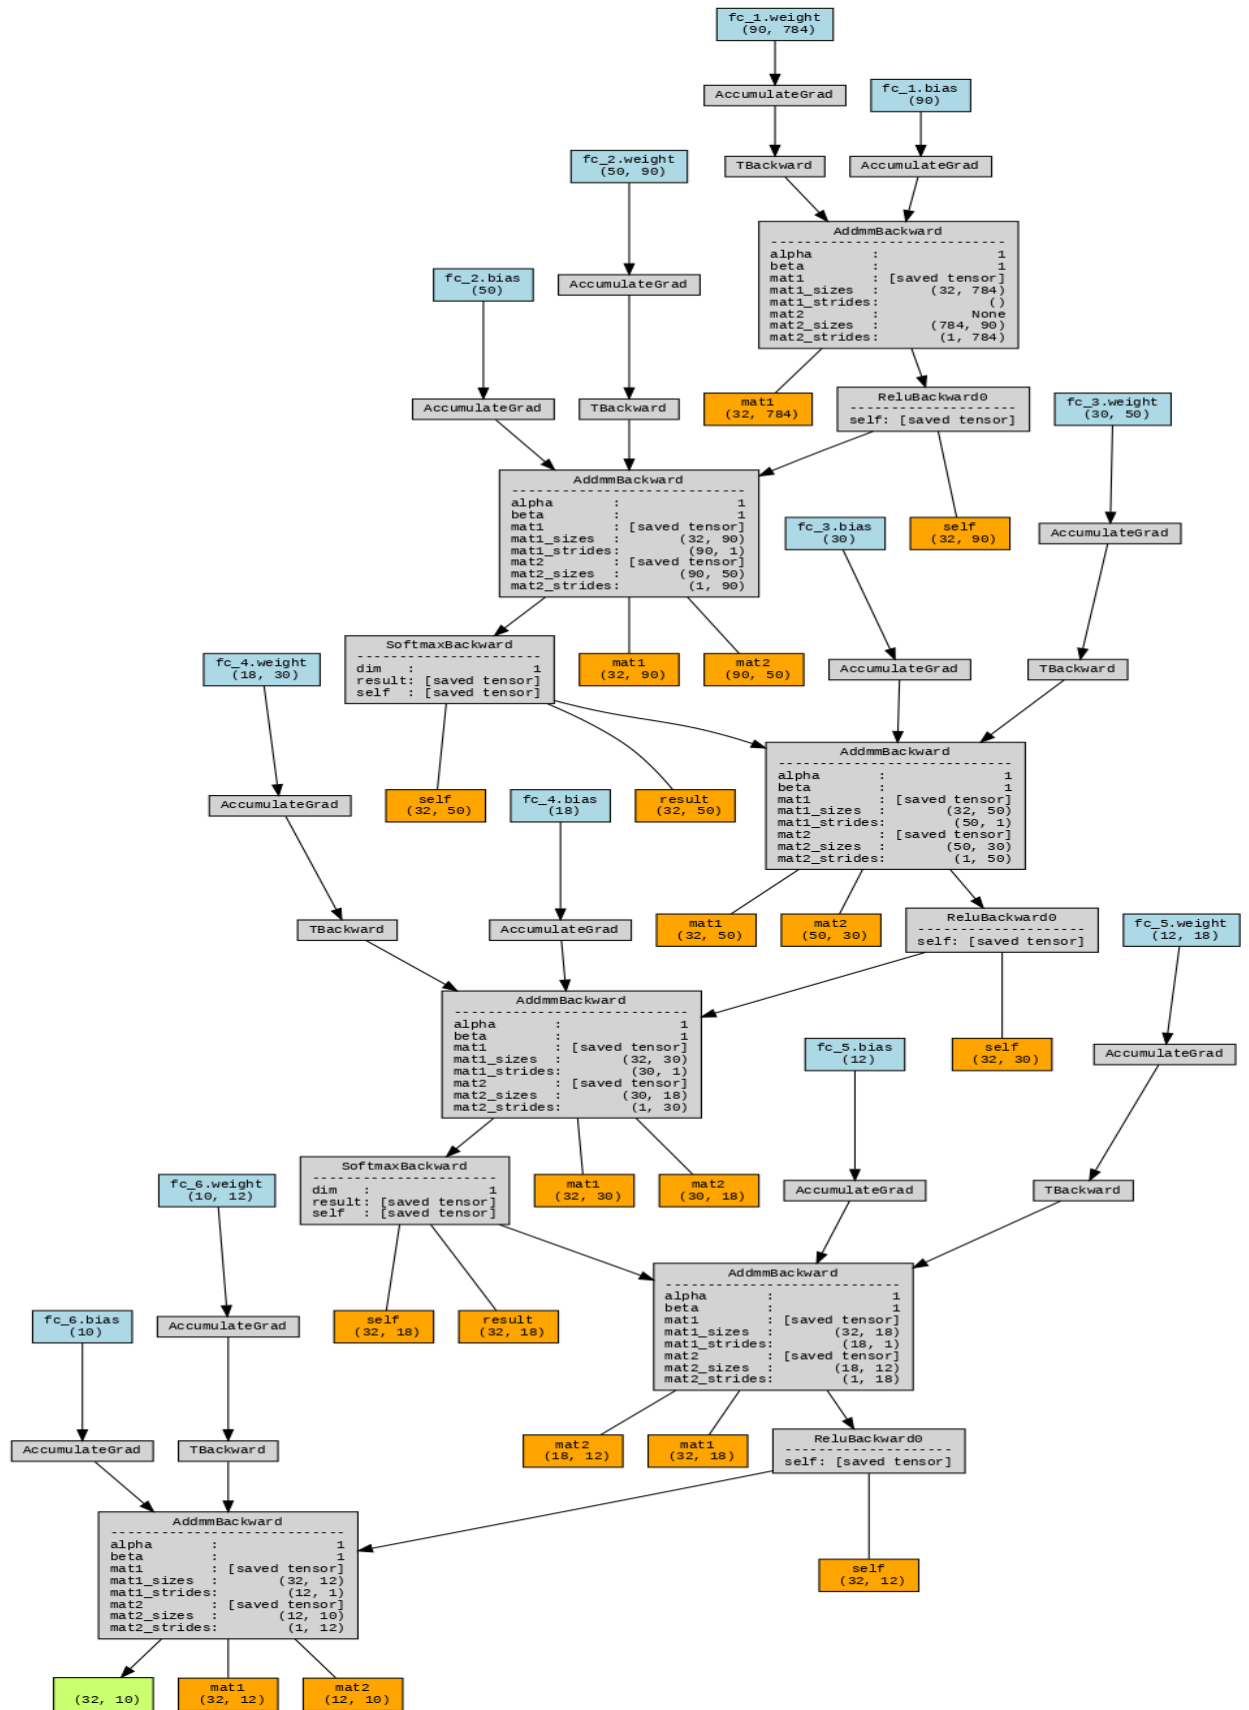 fc_1.weight
(90, 784)
AccumulateGrad
fc_1.bias
(90)
TBackward
AccumulateGrad
fc_2.weight
(50, 90)
AddmmBackward
----------------------------
alpha        :              1
beta         :              1
mat1         : [saved tensor]
mat1_sizes   :      (32, 784)
mat1_strides:             ()
mat2         :           None
mat2_sizes   :      (784, 90)
mat2_strides:       (1, 784)
fc_2.bias
(50)
AccumulateGrad
mat1
(32, 784)
ReluBackward0
--------------------
self: [saved tensor]
fc_3.weight
(30, 50)
AccumulateGrad
TBackward
AddmmBackward
----------------------------
alpha        :              1
beta         :              1
mat1         : [saved tensor]
mat1_sizes   :       (32, 90)
mat1_strides:        (90, 1)
mat2         : [saved tensor]
mat2_sizes   :       (90, 50)
mat2_strides:        (1, 90)
fc_3.bias
(30)
self
(32, 90)
AccumulateGrad
SoftmaxBackward
----------------------
dim   :              1
result: [saved tensor]
self  : [saved tensor]
mat1
(32, 90)
mat2
(90, 50)
AccumulateGrad
TBackward
fc_4.weight
(18, 30)
AddmmBackward
----------------------------
alpha        :              1
beta         :              1
mat1         : [saved tensor]
mat1_sizes   :       (32, 50)
mat1_strides:        (50, 1)
mat2         : [saved tensor]
mat2_sizes   :       (50, 30)
mat2_strides:        (1, 50)
AccumulateGrad
self
(32, 50)
fc_4.bias
(18)
result
(32, 50)
TBackward
AccumulateGrad
mat1
(32, 50)
mat2
(50, 30)
ReluBackward0
--------------------
self: [saved tensor]
fc_5.weight
(12, 18)
AddmmBackward
----------------------------
alpha        :              1
beta         :              1
mat1         : [saved tensor]
mat1_sizes   :       (32, 30)
mat1_strides:        (30, 1)
mat2         : [saved tensor]
mat2_sizes   :       (30, 18)
mat2_strides:        (1, 30)
fc_5.bias
(12)
self
(32, 30)
AccumulateGrad
SoftmaxBackward
----------------------
dim   :              1
result: [saved tensor]
self  : [saved tensor]
mat1
(32, 30)
mat2
(30, 18)
AccumulateGrad
TBackward
fc_6.weight
(10, 12)
AddmmBackward
----------------------------
alpha        :              1
beta         :              1
mat1         : [saved tensor]
mat1_sizes   :       (32, 18)
mat1_strides:        (18, 1)
mat2         : [saved tensor]
mat2_sizes   :       (18, 12)
mat2_strides:        (1, 18)
fc_6.bias
(10)
AccumulateGrad
self
(32, 18)
result
(32, 18)
AccumulateGrad
TBackward
mat2
(18, 12)
mat1
(32, 18)
ReluBackward0
--------------------
self: [saved tensor]
AddmmBackward
----------------------------
alpha        :              1
beta         :              1
mat1         : [saved tensor]
mat1_sizes   :       (32, 12)
mat1_strides:        (12, 1)
mat2         : [saved tensor]
mat2_sizes   :       (12, 10)
mat2_strides:        (1, 12)
self
(32, 12)
(32, 10)
mat1
(32, 12)
mat2
(12, 10)